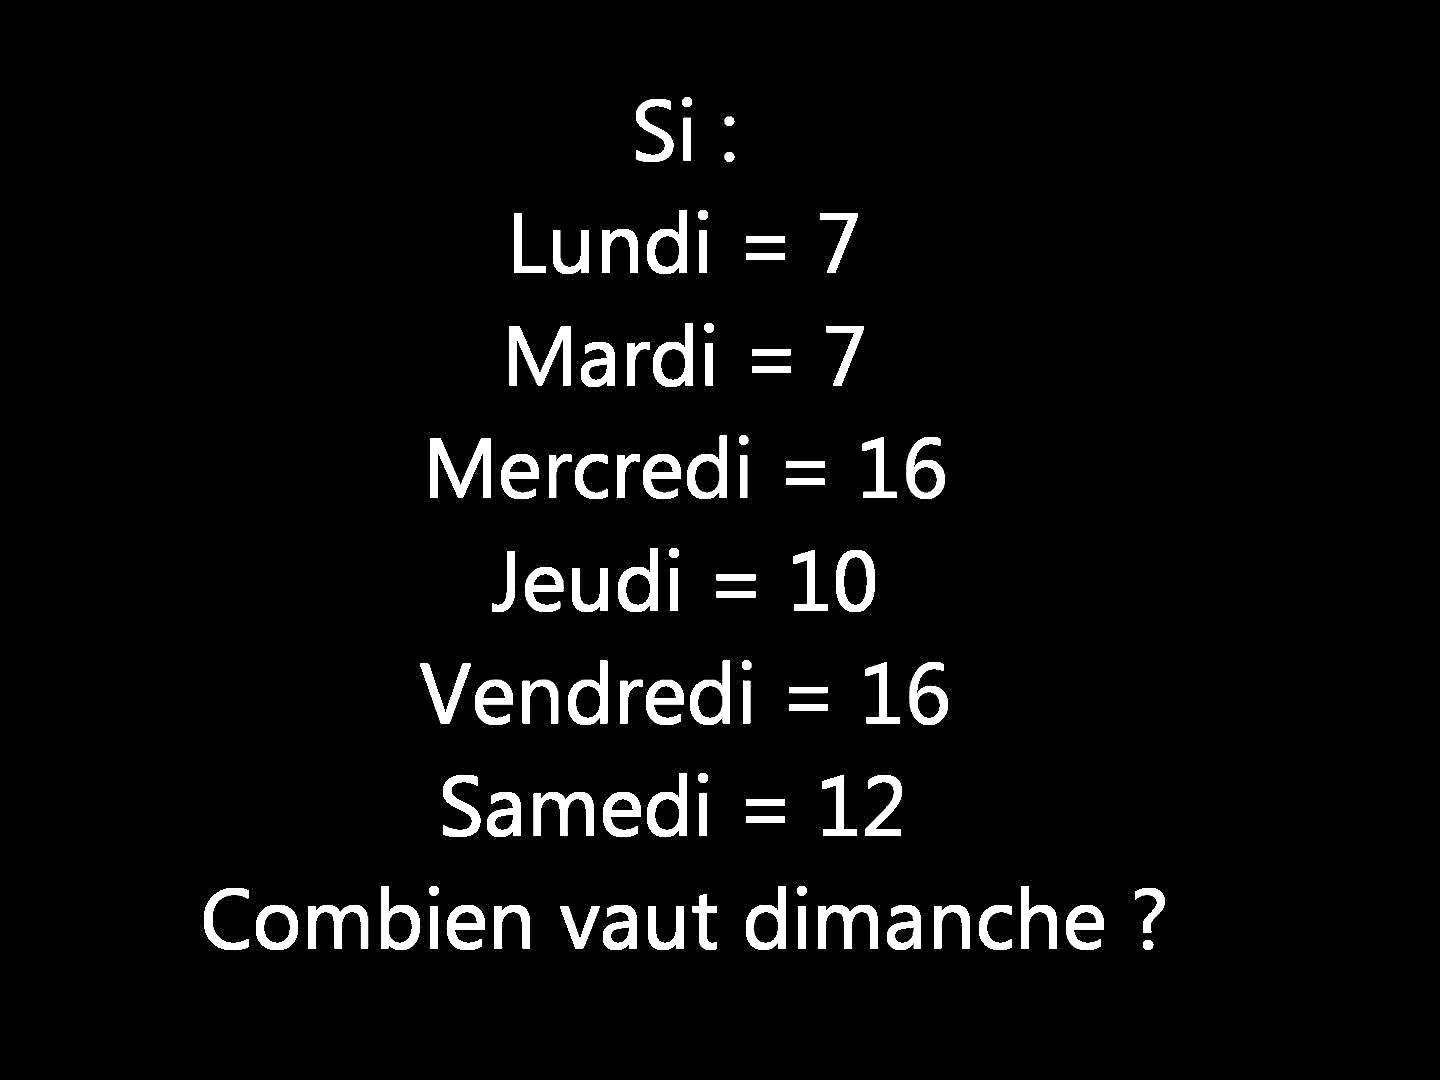 Si :
Lundi = 7
Mardi = 7
Mercredi = 16
Jeudi = 10
Vendredi = 16
Samedi = 12
Combien vaut dimanche ?